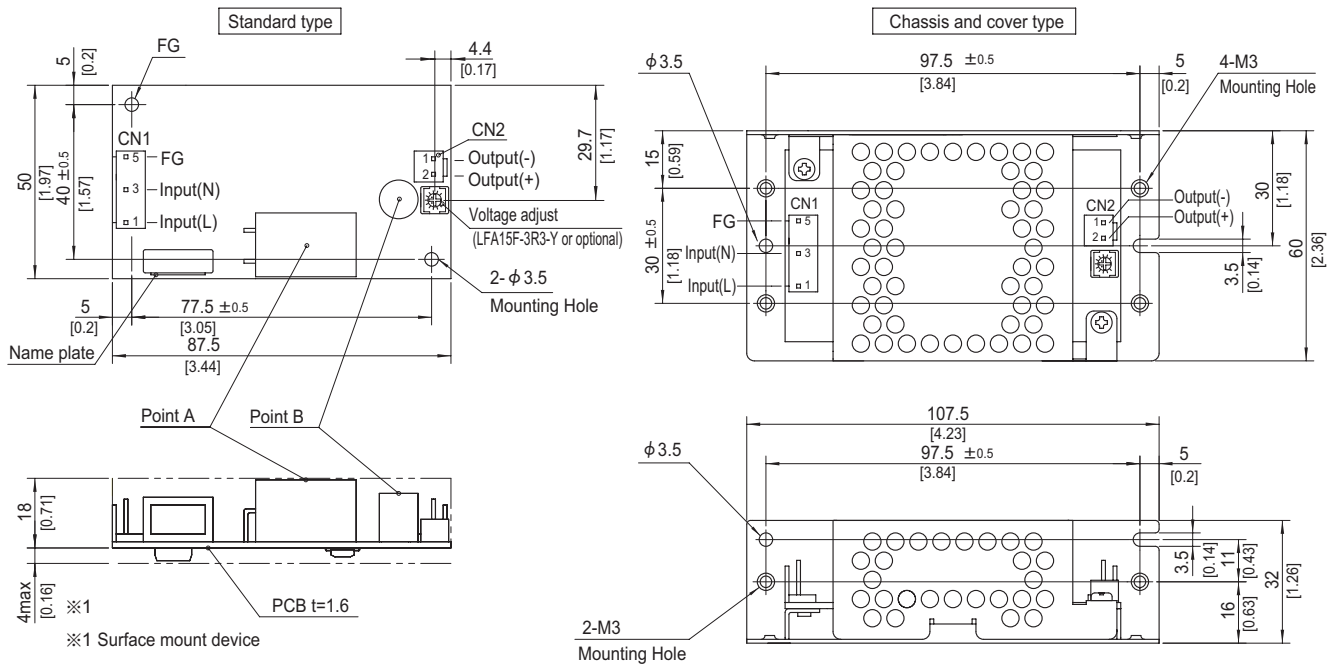 Standard type
FG
5
[0.2]
4.4
[0.17]
50
[1.97]
40 ±0.5
[1.57]
CN1
5
FG
3
Input(N)
1
Input(L)
CN2
1
Output(-)
2
Output(+)
29.7
[1.17]
Voltage adjust
(LFA15F-3R3-Y or optional)
2-φ3.5
Mounting Hole
5
[0.2]
77.5 ±0.5
[3.05]
87.5
[3.44]
Name plate
Point A
Point B
18
[0.71]
4max
[0.16]
※1
PCB t=1.6
※1 Surface mount device
Chassis and cover type
φ3.5
97.5 ±0.5
[3.84]
5
[0.2]
4-M3
Mounting Hole
15
[0.59]
30 ±0.5
[1.18]
CN1
FG
5
Input(N)
3
Input(L)
1
CN2
1
Output(-)
2
Output(+)
30
[1.18]
3.5
[0.14]
60
[2.36]
107.5
[4.23]
φ3.5
97.5 ±0.5
[3.84]
5
[0.2]
3.5
[0.14]
11
[0.43]
16
[0.63]
32
[1.26]
2-M3
Mounting Hole